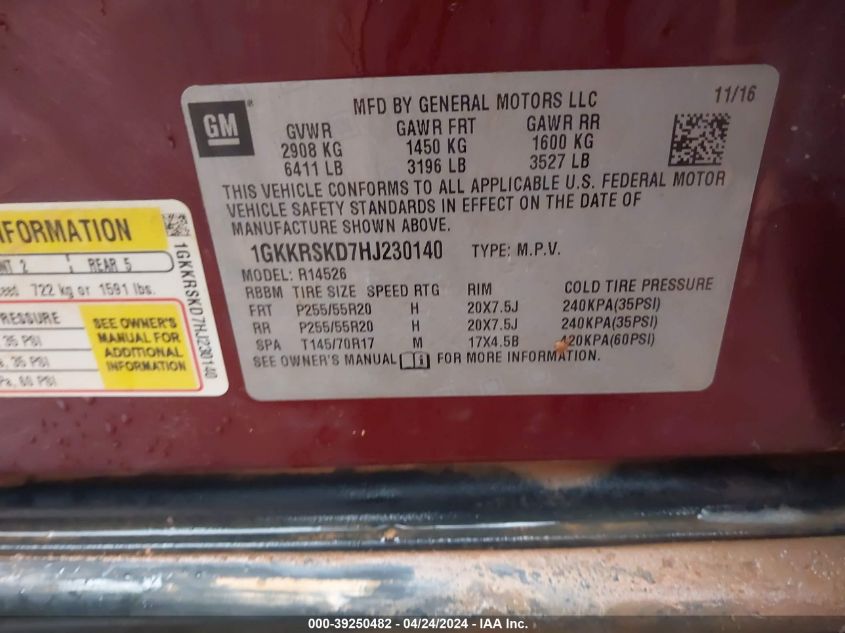 MFD BY GENERAL MOTORS LLC 11/16
GM
GVWR GAWR FRT GAWR RR
2908 KG 1450 KG 1600 KG
6411 LB 3196 LB 3527 LB
THIS VEHICLE CONFORMS TO ALL APPLICABLE U.S. FEDERAL MOTOR
VEHICLE SAFETY STANDARDS IN EFFECT ON THE DATE OF
MANUFACTURE SHOWN ABOVE.
1GKKRSKD7HJ230140 TYPE: M.P.V.
MODEL: R14526
RBBM TIRE SIZE SPEED RTG RIM COLD TIRE PRESSURE
FRT P255/55R20 H 20X7.5J 240KPA(35PSI)
RR P255/55R20 H 20X7.5J 240KPA(35PSI)
SPA T145/70R17 M 17X4.5B 420KPA(60PSI)
SEE OWNER'S MANUAL FOR MORE INFORMATION.
REAR 5
722 kg or 1591 lbs.
SEE OWNER'S
MANUAL FOR
ADDITIONAL
INFORMATION
35 PSI
35 PSI
60 PSI
1GKKRSKD7HJ230140
000-39250482 - 04/24/2024 - IAA Inc.